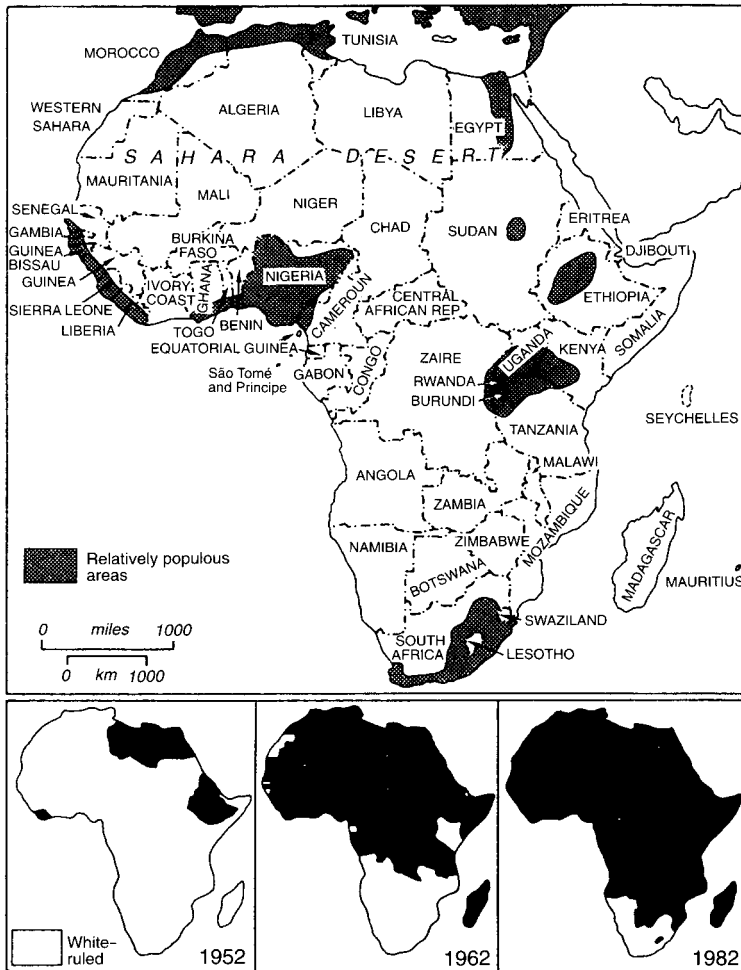 MOROCCO
TUNISIA
WESTERN
SAHARA
ALGERIA
LIBYA
EGYPT
SAHARA DESERT
MAURITANIA
MALI
NIGER
CHAD
SUDAN
ERITREA
SENEGAL
GAMBIA
GUINEA
BISSAU
GUINEA
BURKINA
FASO
NIGERIA
DJIBOUTI
ETHIOPIA
SOMALIA
IVORY
COAST
GHANA
SIERRA LEONE
LIBERIA
TOGO
BENIN
CAMEROUN
CENTRAL
AFRICAN REP.
EQUATORIAL GUINEA
São Tomé
and Principe
GABON
CONGO
ZAIRE
UGANDA
KENYA
RWANDA
BURUNDI
TANZANIA
SEYCHELLES
MALAWI
ANGOLA
ZAMBIA
MOZAMBIQUE
NAMIBIA
ZIMBABWE
BOTSWANA
MADAGASCAR
MAURITIUS
Relatively populous
areas
0 miles 1000
0 km 1000
SWAZILAND
SOUTH
AFRICA
LESOTHO
White-
ruled
1952
1962
1982